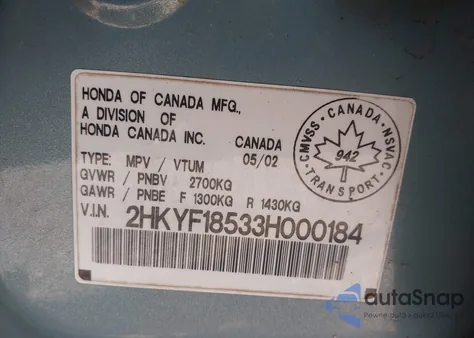 HONDA OF CANADA MFG.,
A DIVISION OF
HONDA CANADA INC. CANADA
TYPE: MPV / VTUM 05/02
GVWR / PNBV 2700KG
GAWR / PNBE F 1300KG R 1430KG
V.I.N. 2HKYF18533H000184
CMVSS - CANADA - NSVAC
942
TRANSPORT
autaSnap